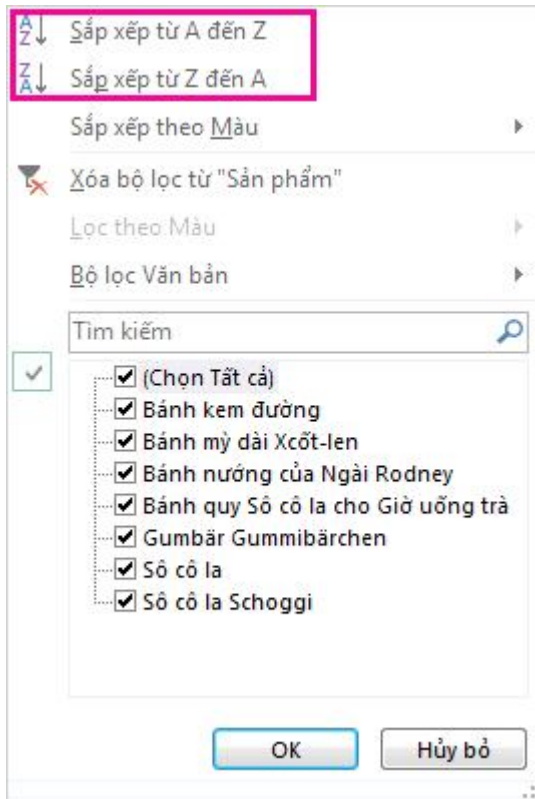 Sắp xếp từ A đến Z
Sắp xếp từ Z đến A
Sắp xếp theo Màu
Xóa bộ lọc từ "Sản phẩm"
Lọc theo Màu
Bộ lọc Văn bản
Tìm kiếm
(Chọn Tất cả)
Bánh kem đường
Bánh mỳ dài Xcốt-len
Bánh nướng của Ngài Rodney
Bánh quy Sô cô la cho Giờ uống trà
Gumbär Gummibärchen
Sô cô la
Sô cô la Schoggi
OK Hủy bỏ